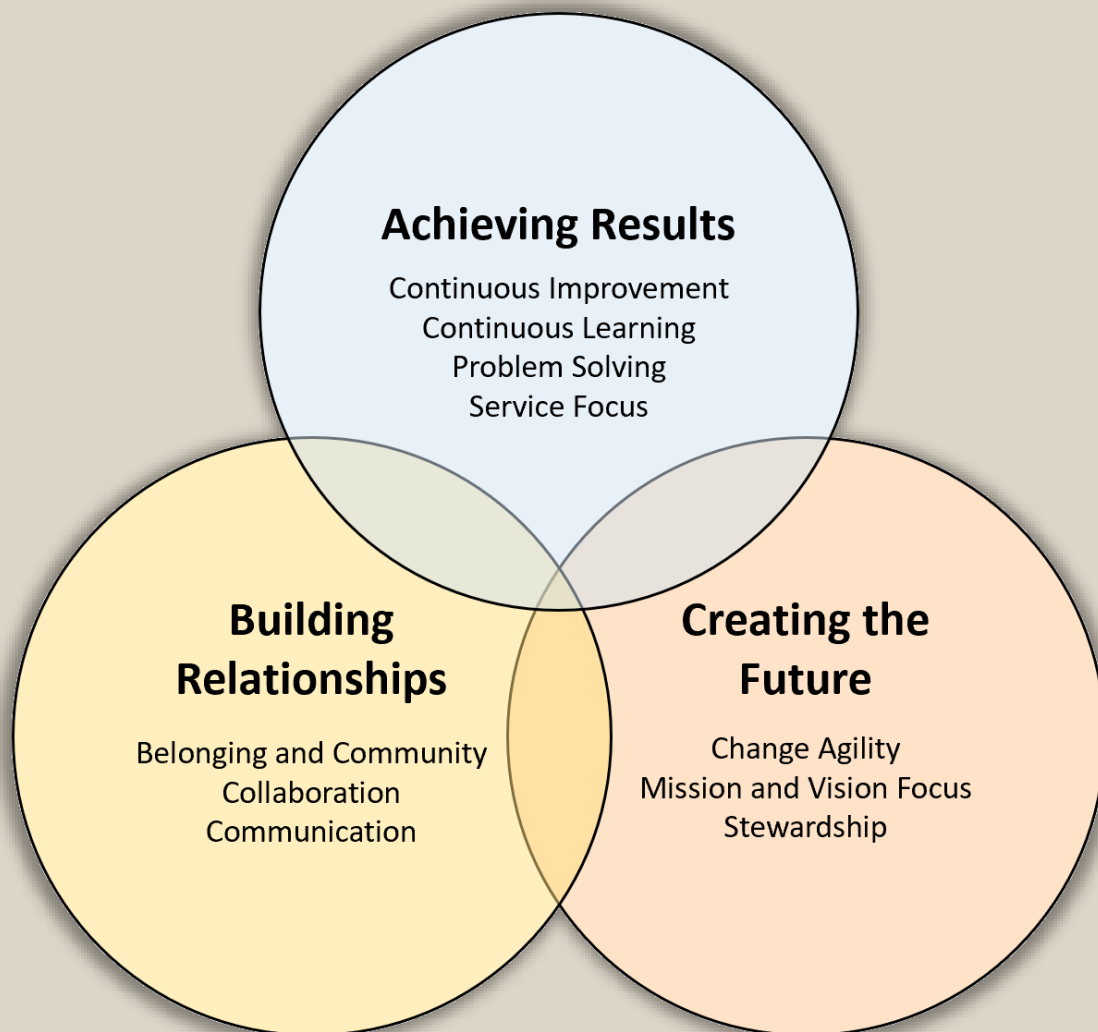 Achieving Results
Continuous Improvement
Continuous Learning
Problem Solving
Service Focus
Building
Relationships
Belonging and Community
Collaboration
Communication
Creating the
Future
Change Agility
Mission and Vision Focus
Stewardship